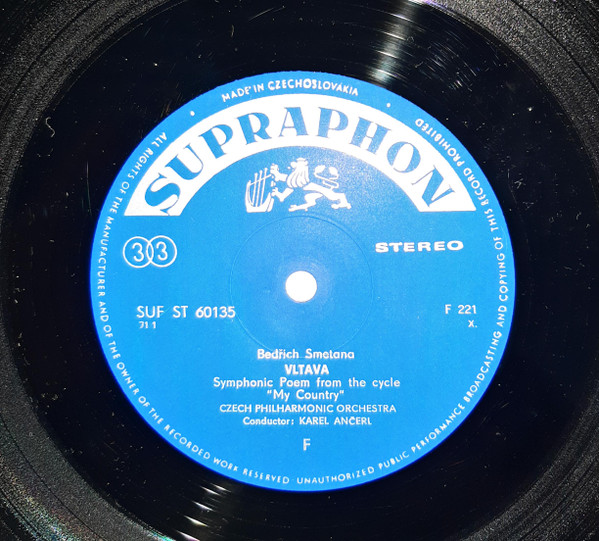 MADE IN CZECHOSLOVAKIA
SUPRAPHON
33
STEREO
SUF ST 60135
71 1
F 221
X.
Bedřich Smetana
VLTAVA
Symphonic Poem from the cycle
"My Country"
CZECH PHILHARMONIC ORCHESTRA
Conductor: KAREL ANČERL
F
ALL RIGHTS OF THE MANUFACTURER AND OF THE OWNER OF THE RECORDED WORK RESERVED UNAUTHORIZED PUBLIC PERFORMANCE BROADCASTING AND COPYING OF THIS RECORD PROHIBITED